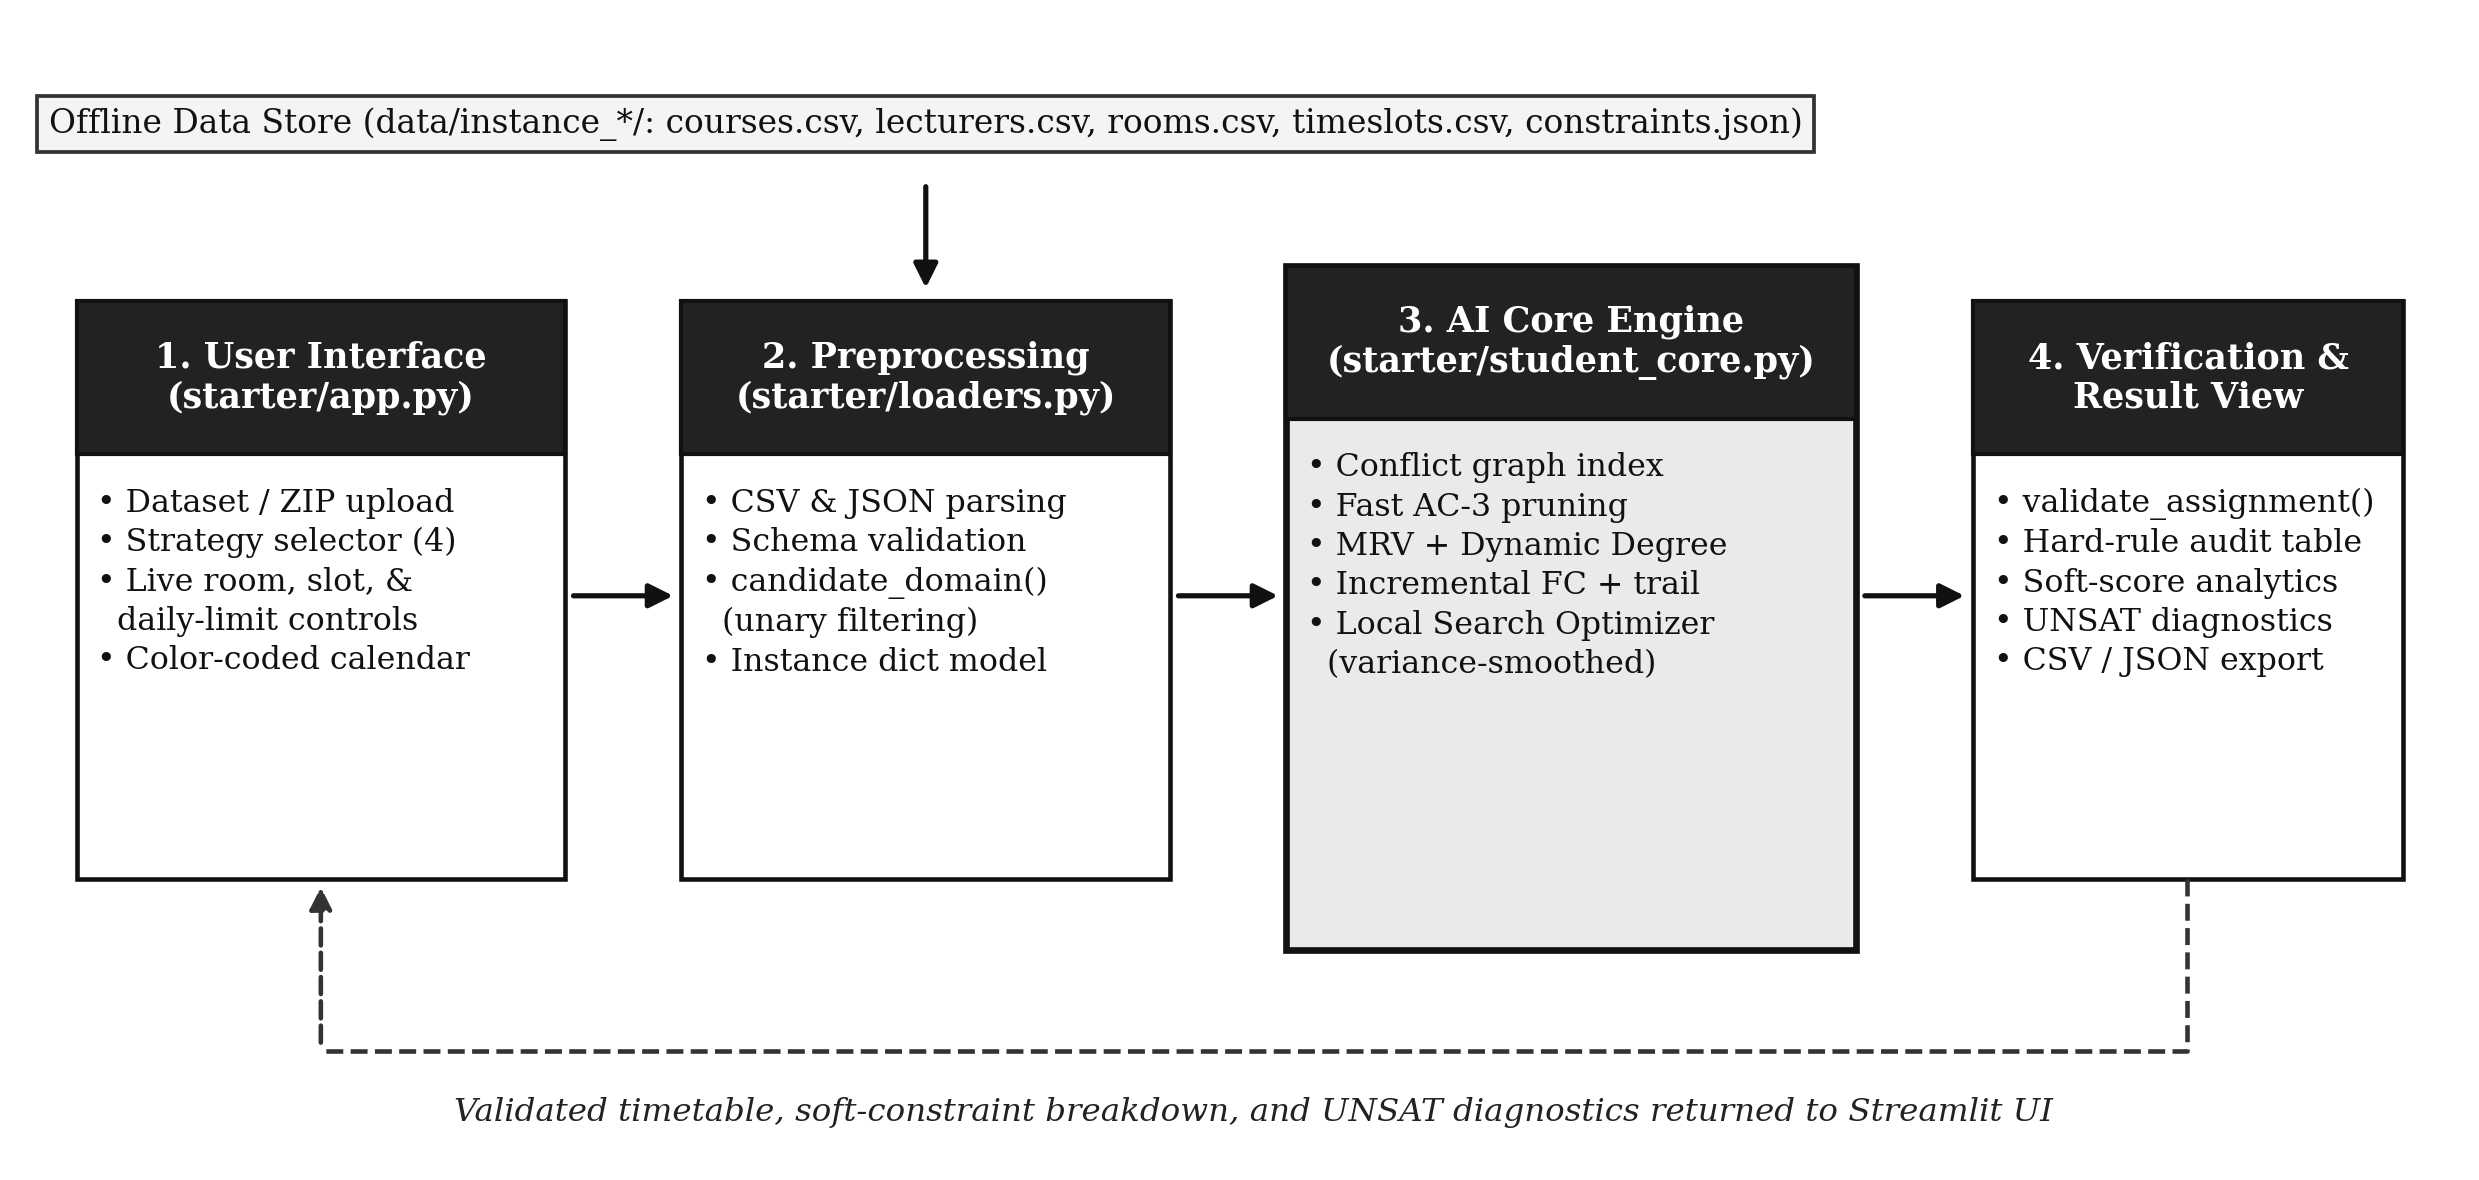 Offline Data Store (data/instance_*/: courses.csv, lecturers.csv, rooms.csv, timeslots.csv, constraints.json)
1. User Interface
(starter/app.py)
• Dataset / ZIP upload
• Strategy selector (4)
• Live room, slot, &
daily-limit controls
• Color-coded calendar
2. Preprocessing
(starter/loaders.py)
• CSV & JSON parsing
• Schema validation
• candidate_domain()
(unary filtering)
• Instance dict model
3. AI Core Engine
(starter/student_core.py)
• Conflict graph index
• Fast AC-3 pruning
• MRV + Dynamic Degree
• Incremental FC + trail
• Local Search Optimizer
(variance-smoothed)
4. Verification &
Result View
• validate_assignment()
• Hard-rule audit table
• Soft-score analytics
• UNSAT diagnostics
• CSV / JSON export
Validated timetable, soft-constraint breakdown, and UNSAT diagnostics returned to Streamlit UI